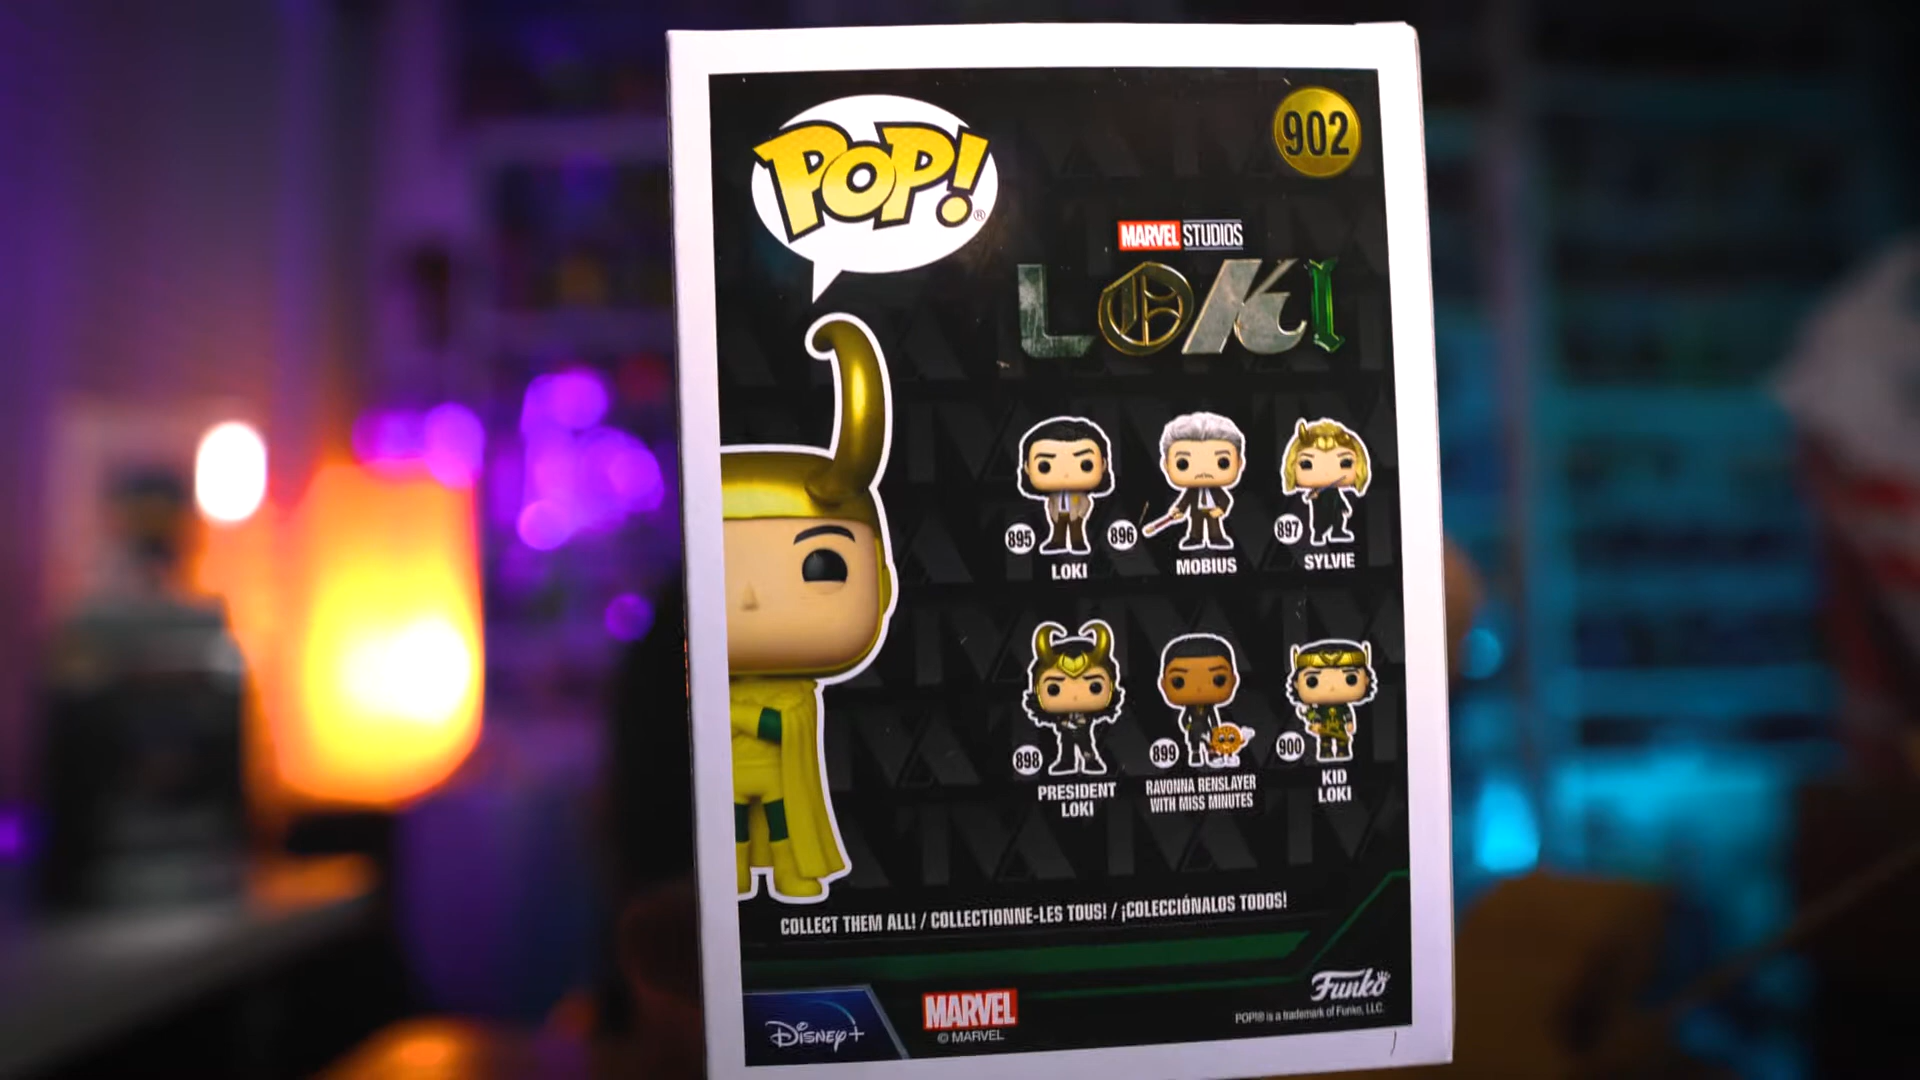 POP!
902
MARVEL STUDIOS
LOKI
895
LOKI
896
MOBIUS
897
SYLVIE
898
PRESIDENT
LOKI
899
RAVONNA RENSLAYER
WITH MISS MINUTES
900
KID
LOKI
COLLECT THEM ALL! / COLLECTIONNE-LES TOUS! / ¡COLECCIÓNALOS TODOS!
Disney+
MARVEL
© MARVEL
Funko
POP!® is a trademark of Funko, LLC.